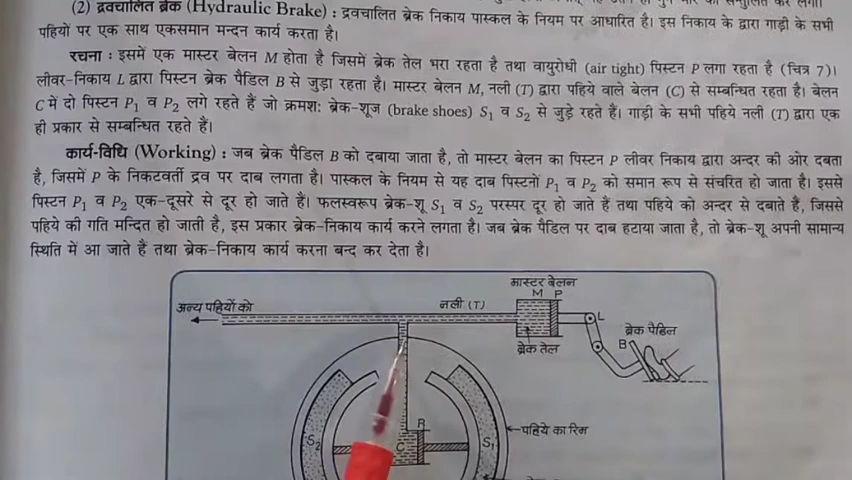 (2) द्रवचालित ब्रेक (Hydraulic Brake) : द्रवचालित ब्रेक निकाय पास्कल के नियम पर आधारित है। इस निकाय के द्वारा गाड़ी के सभी
पहियों पर एक साथ एकसमान मन्दन कार्य करता है।
रचना : इसमें एक मास्टर बेलन M होता है जिसमें ब्रेक तेल भरा रहता है तथा वायुरोधी (air tight) पिस्टन P लगा रहता है (चित्र 7)।
लीवर-निकाय L द्वारा पिस्टन ब्रेक पैडिल B से जुड़ा रहता है। मास्टर बेलन M, नली (T) द्वारा पहिये वाले बेलन (C) से सम्बन्धित रहता है। बेलन
C में दो पिस्टन P₁ व P₂ लगे रहते हैं जो क्रमशः ब्रेक-शूज (brake shoes) S₁ व S₂ से जुड़े रहते हैं। गाड़ी के सभी पहिये नली (T) द्वारा एक
ही प्रकार से सम्बन्धित रहते हैं।
कार्य-विधि (Working) : जब ब्रेक पैडिल B को दबाया जाता है, तो मास्टर बेलन का पिस्टन P लीवर निकाय द्वारा अन्दर की ओर दबता
है, जिसमें P के निकटवर्ती द्रव पर दाब लगता है। पास्कल के नियम से यह दाब पिस्टनों P₁ व P₂ को समान रूप से संचरित हो जाता है। इससे
पिस्टन P₁ व P₂ एक-दूसरे से दूर हो जाते हैं। फलस्वरूप ब्रेक-शू S₁ व S₂ परस्पर दूर हो जाते हैं तथा पहिये को अन्दर से दबाते हैं, जिससे
पहिये की गति मन्दित हो जाती है, इस प्रकार ब्रेक-निकाय कार्य करने लगता है। जब ब्रेक पैडिल पर दाब हटाया जाता है, तो ब्रेक-शू अपनी सामान्य
स्थिति में आ जाते हैं तथा ब्रेक-निकाय कार्य करना बन्द कर देता है।
मास्टर बेलन
अन्य पहियों को
नली (T)
M P
L
ब्रेक पैडिल
ब्रेक तेल
B
पहिये का रिम
S₂
C
S₁